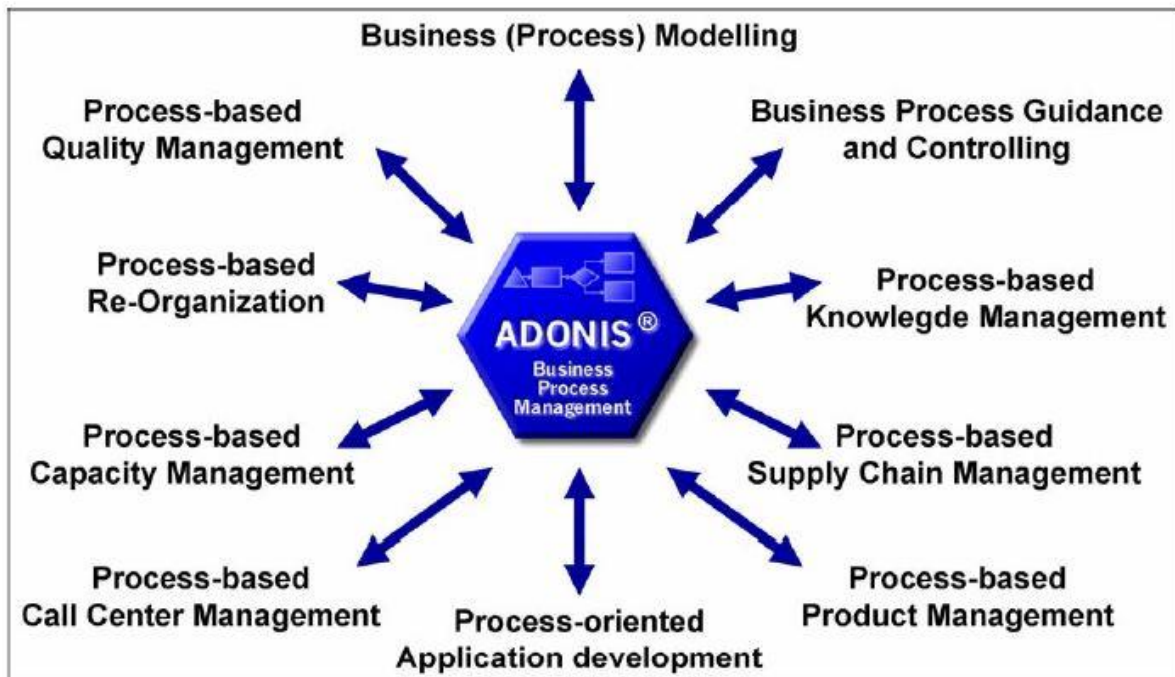 Business (Process) Modelling
Process-based
Quality Management
Business Process Guidance
and Controlling
Process-based
Re-Organization
ADONIS®
Business
Process
Management
Process-based
Knowlegde Management
Process-based
Capacity Management
Process-based
Supply Chain Management
Process-based
Call Center Management
Process-oriented
Application development
Process-based
Product Management